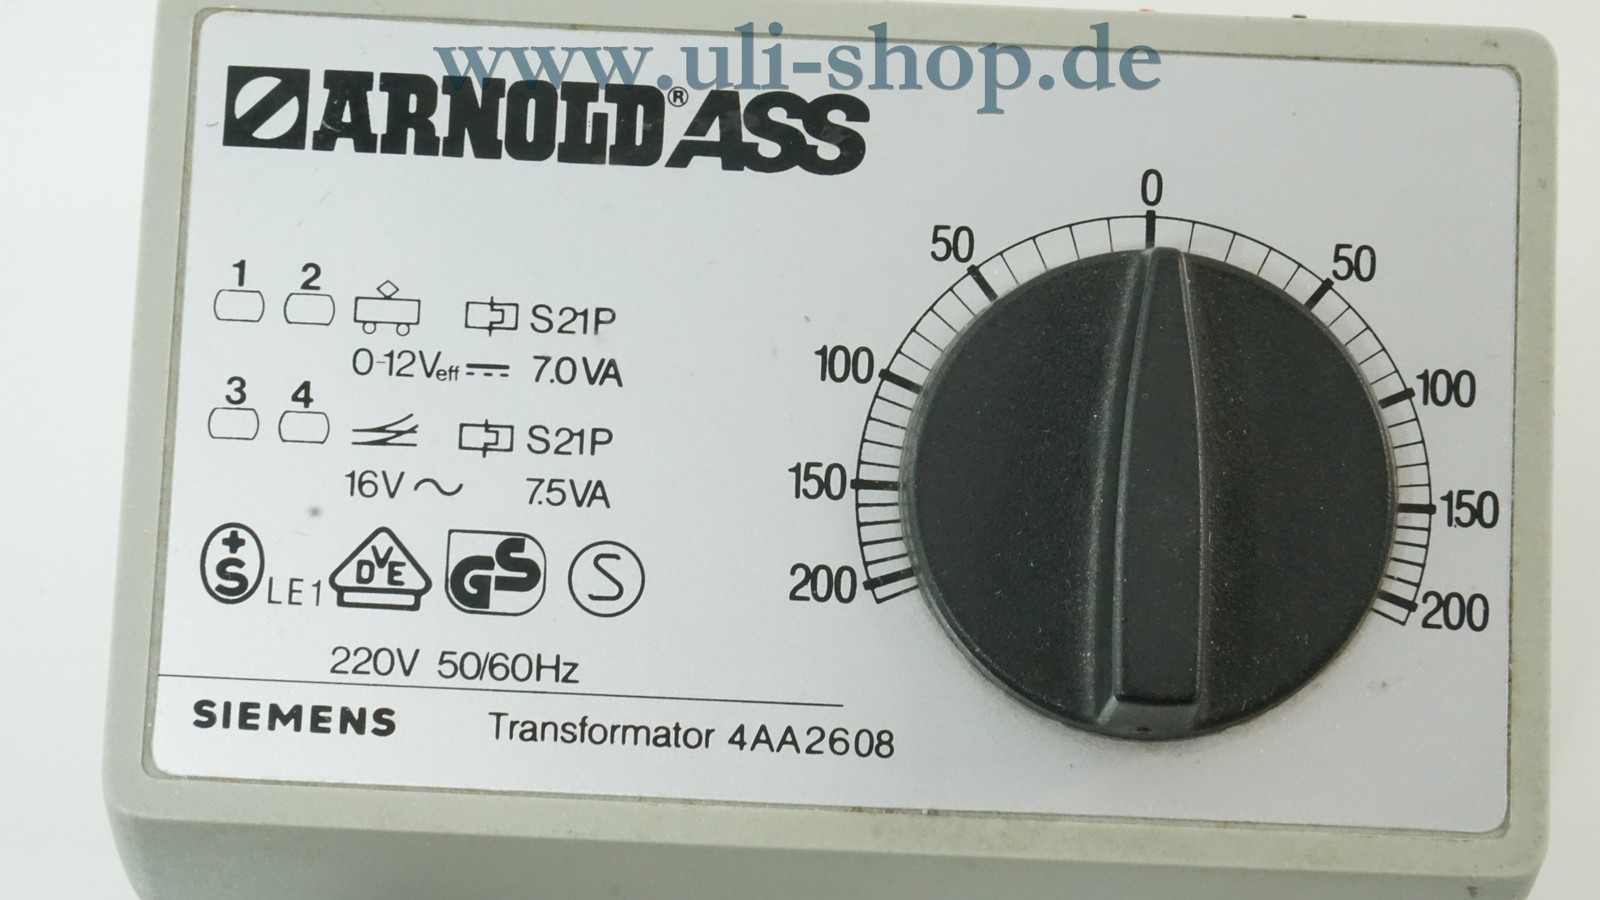 www.uli-shop.de
ARNOLD® ASS
1 2 S21P
0-12Veff 7.0VA
3 4 S21P
16V~ 7.5VA
+S LE1 DVE GS S
220V 50/60Hz
SIEMENS Transformator 4AA2608
0
50 50
100 100
150 150
200 200